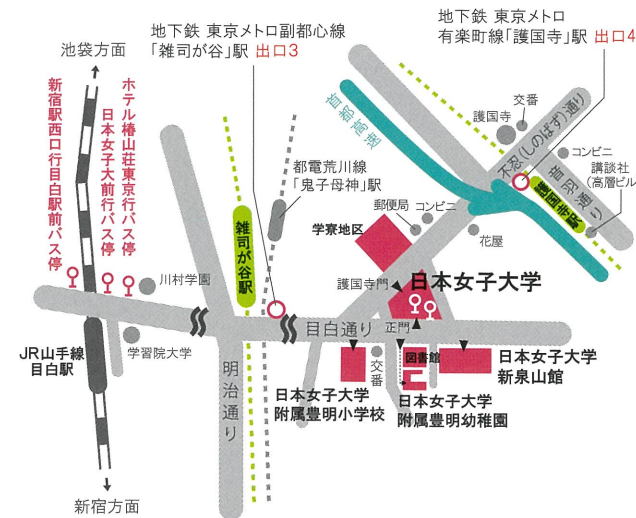 地下鉄 東京メトロ副都心線
「雑司が谷」駅 出口3
地下鉄 東京メトロ
有楽町線「護国寺」駅 出口4
池袋方面
新宿駅西口行目白駅前バス停
日本女子大前行バス停
ホテル椿山荘東京行バス停
都電荒川線
「鬼子母神」駅
首都高速
護国寺
交番
不忍(しのばず)通り
音羽通り
コンビニ
講談社
(高層ビル)
護国寺駅
郵便局
コンビニ
花屋
学寮地区
雑司が谷駅
川村学園
護国寺門
日本女子大学
目白通り
正門
学習院大学
JR山手線
目白駅
明治通り
交番
図書館
日本女子大学
新泉山館
日本女子大学
附属豊明小学校
日本女子大学
附属豊明幼稚園
新宿方面